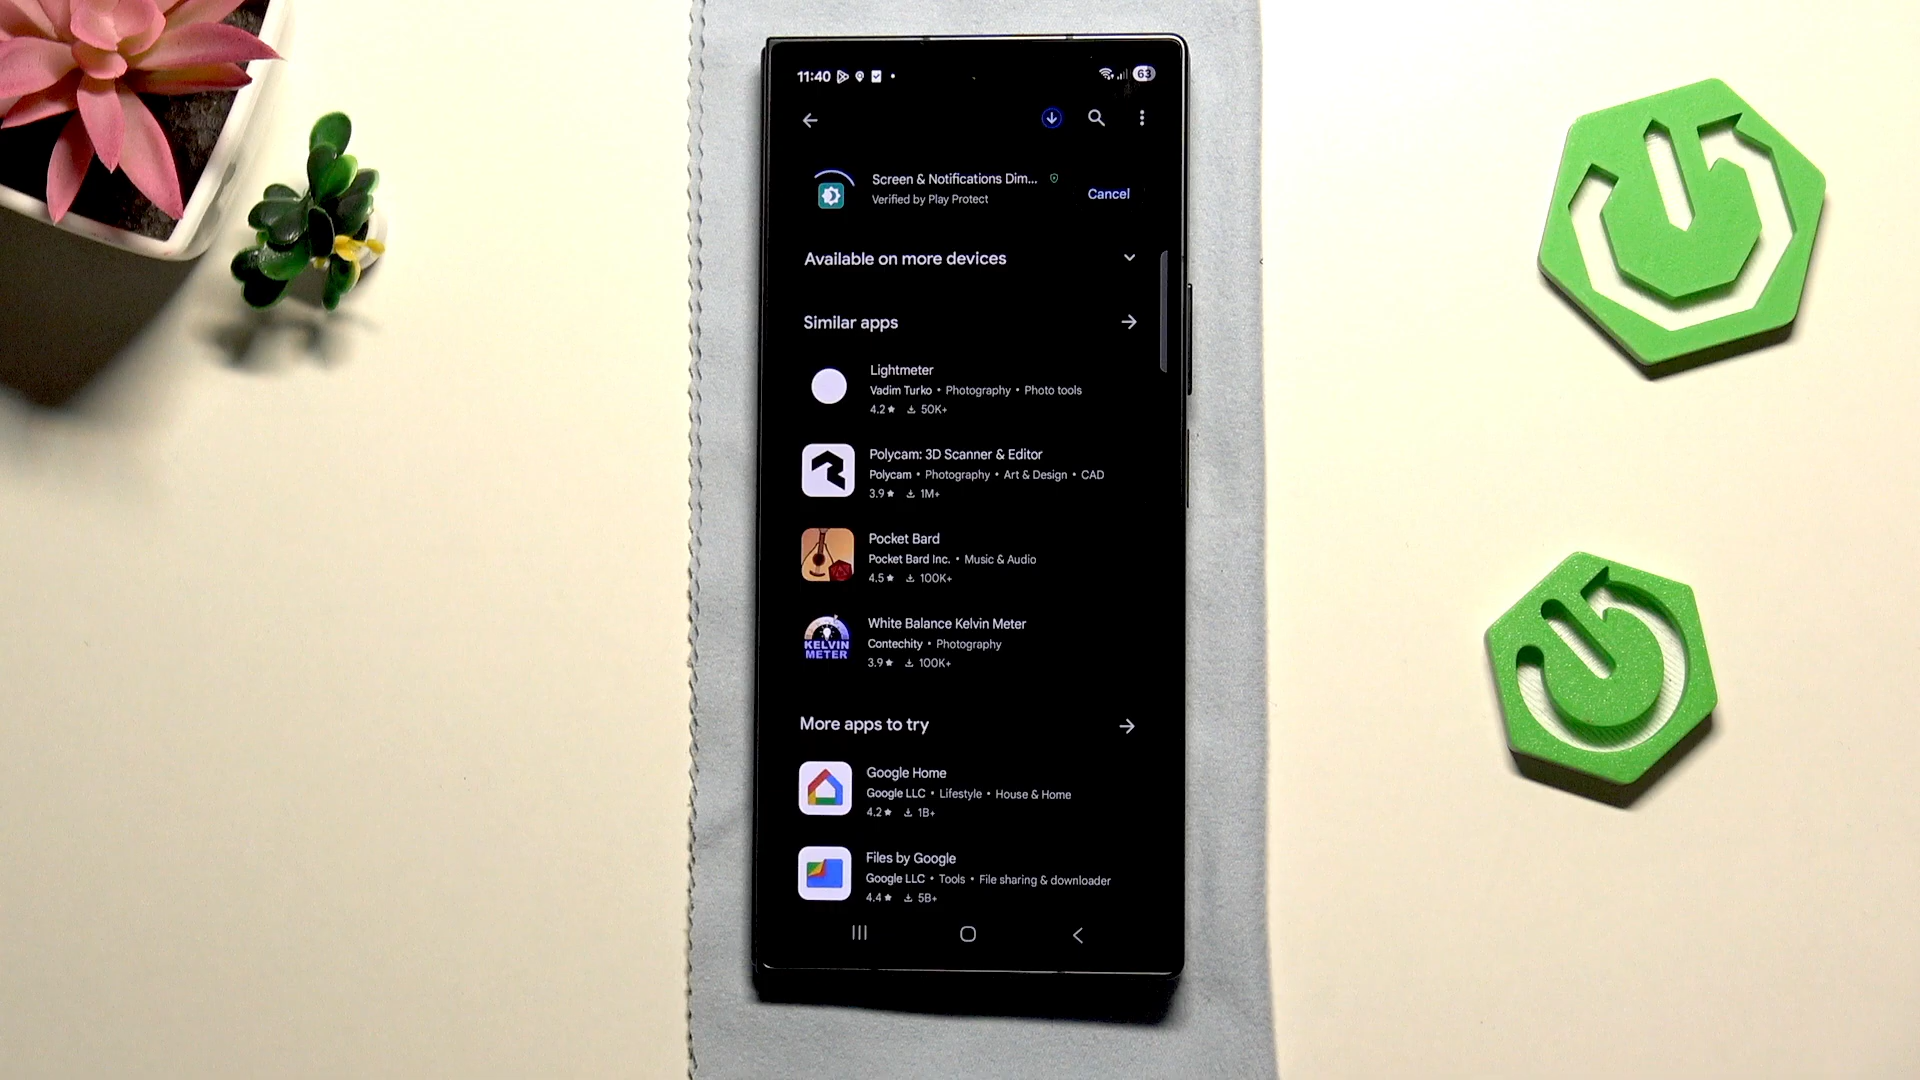 11:40
63
Screen & Notifications Dim...
Verified by Play Protect
Cancel
Available on more devices
Similar apps
Lightmeter
Vadim Turko • Photography • Photo tools
4.2★ 50K+
Polycam: 3D Scanner & Editor
Polycam • Photography • Art & Design • CAD
3.9★ 1M+
Pocket Bard
Pocket Bard Inc. • Music & Audio
4.5★ 100K+
KELVIN
METER
White Balance Kelvin Meter
Contechity • Photography
3.9★ 100K+
More apps to try
Google Home
Google LLC • Lifestyle • House & Home
4.2★ 1B+
Files by Google
Google LLC • Tools • File sharing & downloader
4.4★ 5B+